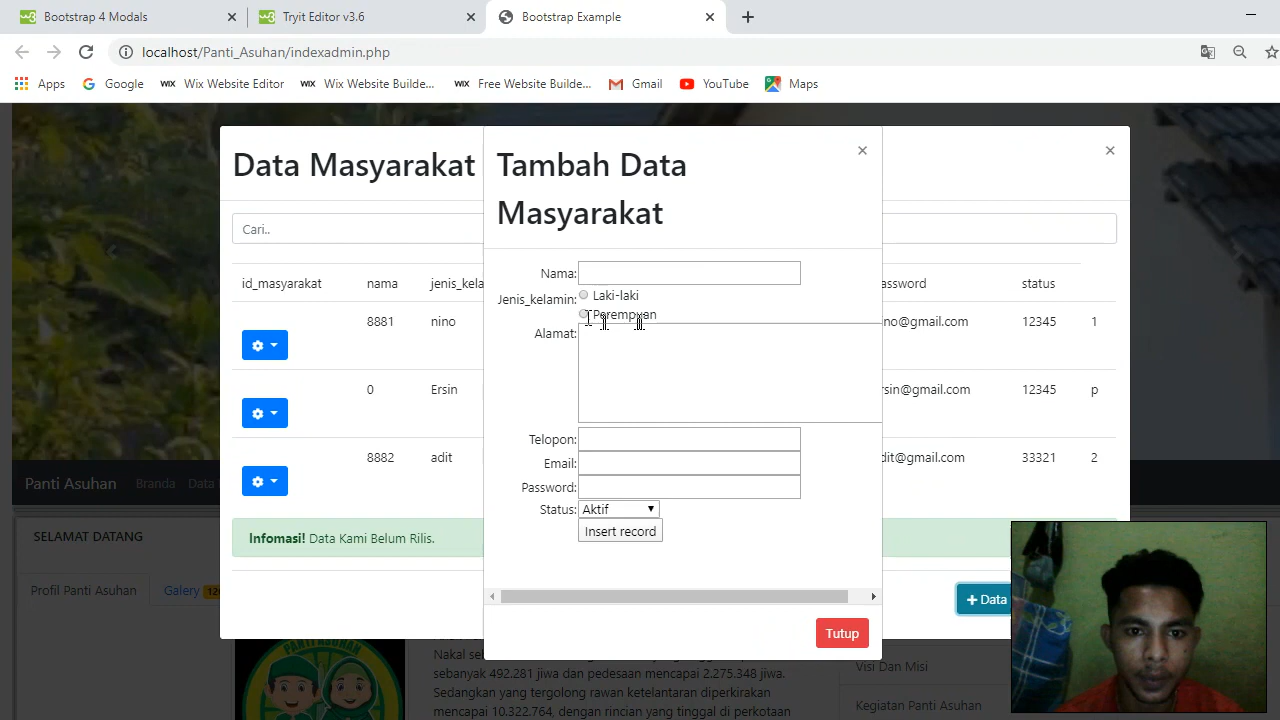 Bootstrap 4 Modals
Tryit Editor v3.6
Bootstrap Example
localhost/Panti_Asuhan/indexadmin.php
Apps
Google
Wix Website Editor
Wix Website Builde...
Free Website Builde...
Gmail
YouTube
Maps
Data Masyarakat
×
Tambah Data
Masyarakat
×
Cari..
id_masyarakat nama jenis_kela assword status
8881 nino ino@gmail.com 12345 1
0 Ersin rsin@gmail.com 12345 p
8882 adit dit@gmail.com 33321 2
Nama:
Jenis_kelamin: Laki-laki
Perempuan
Alamat:
Telopon:
Email:
Password:
Status: Aktif
Insert record
Tutup
Infomasi! Data Kami Belum Rilis.
+ Data
Panti Asuhan Branda Data
SELAMAT DATANG
Profil Panti Asuhan Galery
PANTI ASUHAN
Nakal
sebanyak 492.281 jiwa dan pedesaan mencapai 2.275.348 jiwa.
Sedangkan yang tergolong rawan keterlantaran diperkirakan
mencapai 10.322.764, dengan rincian yang tinggal di perkotaan
Visi Dan Misi
Kegiatan Panti Asuhan